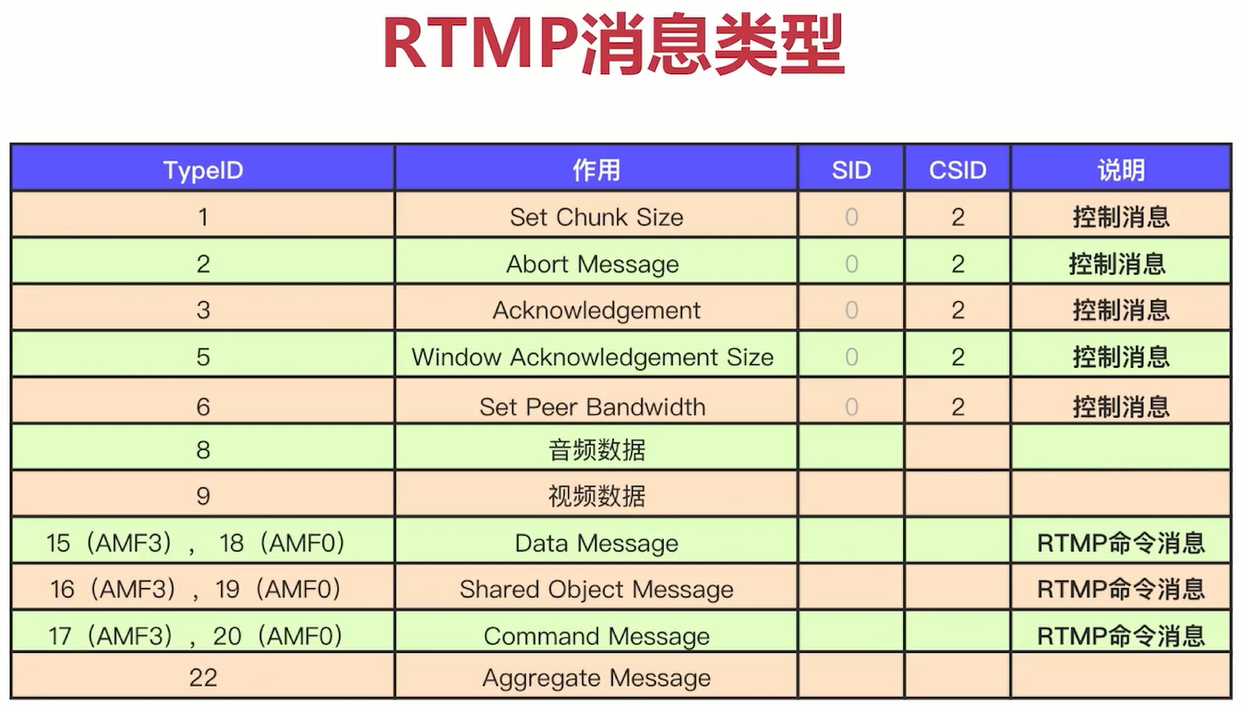 RTMP消息类型
TypeID 作用 SID CSID 说明
1 Set Chunk Size 0 2 控制消息
2 Abort Message 0 2 控制消息
3 Acknowledgement 0 2 控制消息
5 Window Acknowledgement Size 0 2 控制消息
6 Set Peer Bandwidth 0 2 控制消息
8 音频数据
9 视频数据
15（AMF3）， 18（AMF0） Data Message RTMP命令消息
16（AMF3），19（AMF0） Shared Object Message RTMP命令消息
17（AMF3），20（AMF0） Command Message RTMP命令消息
22 Aggregate Message